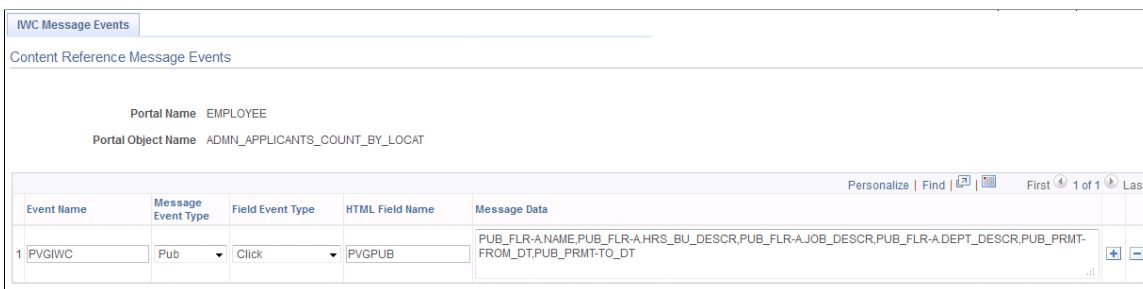 IWC Message Events
Content Reference Message Events
Portal Name EMPLOYEE
Portal Object Name ADMN_APPLICANTS_COUNT_BY_LOCAT
Personalize | Find | | First 1 of 1 Las
Event Name Message Event Type Field Event Type HTML Field Name Message Data
1 PVGIWC Pub Click PVGPUB PUB_FLR-A.NAME,PUB_FLR-A.HRS_BU_DESCR,PUB_FLR-A.JOB_DESCR,PUB_FLR-A.DEPT_DESCR,PUB_PRMT-
FROM_DT,PUB_PRMT-TO_DT